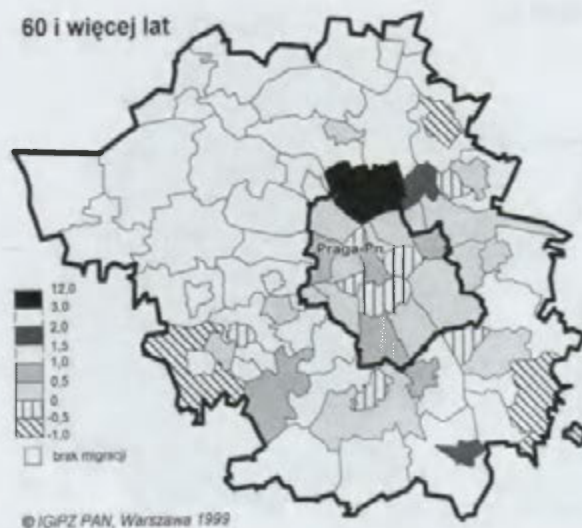 60 i więcej lat
Praga-Pn.
12,0
3,0
2,0
1,5
1,0
0,5
0
-0,5
-1,0
brak migracji
© IGiPZ PAN, Warszawa 1999